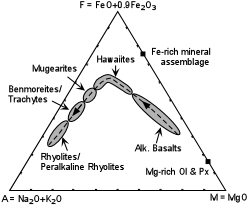 F = FeO+0.9Fe2O3
Hawaiites
Fe-rich mineral
assemblage
Mugearites
Benmoreites/
Trachytes
Rhyolites/
Peralkaline Rhyolites
Alk. Basalts
Mg-rich Ol & Px
A = Na2O+K2O
M = MgO